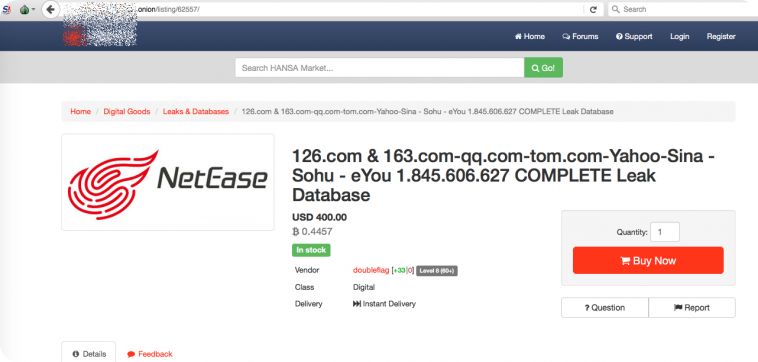 .onion/listing/62557/
Search
Home Forums Support Login Register
Search HANSA Market... Go!
Home / Digital Goods / Leaks & Databases / 126.com & 163.com-qq.com-tom.com-Yahoo-Sina - Sohu - eYou 1.845.606.627 COMPLETE Leak Database
NetEase
126.com & 163.com-qq.com-tom.com-Yahoo-Sina -
Sohu - eYou 1.845.606.627 COMPLETE Leak
Database
USD 400.00
฿ 0.4457
In stock
Quantity: 1
Buy Now
Vendor doubleflag [+33|0] Level 6 (60+)
Class Digital
Delivery Instant Delivery
? Question Report
Details Feedback